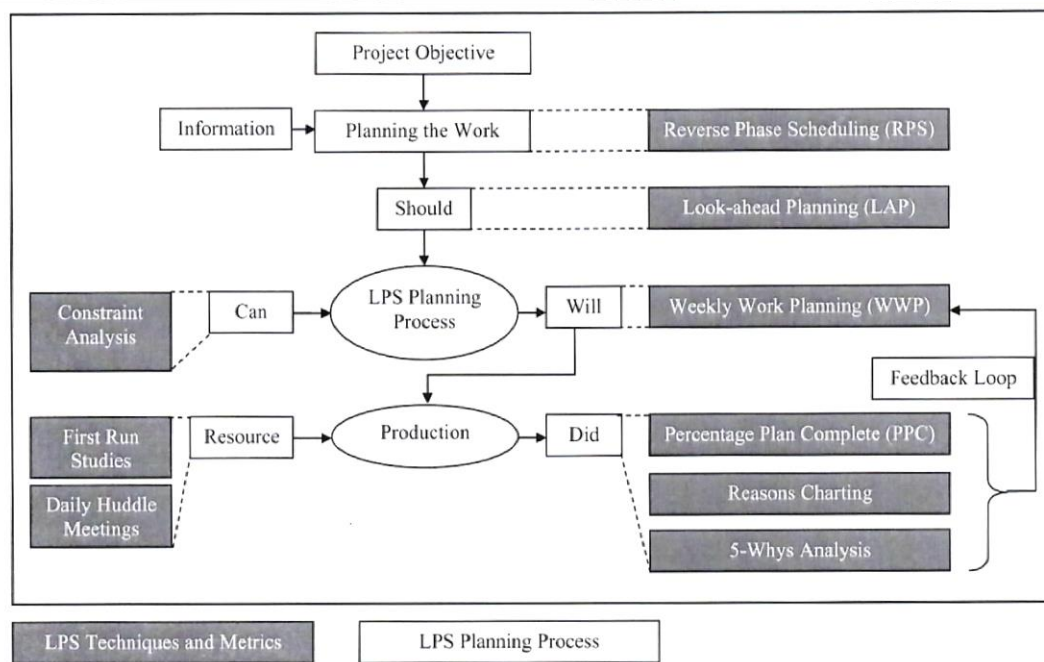 Project Objective
Information
Planning the Work
Reverse Phase Scheduling (RPS)
Should
Look-ahead Planning (LAP)
Constraint
Analysis
Can
LPS Planning
Process
Will
Weekly Work Planning (WWP)
Feedback Loop
First Run
Studies
Resource
Production
Did
Percentage Plan Complete (PPC)
Daily Huddle
Meetings
Reasons Charting
5-Whys Analysis
LPS Techniques and Metrics
LPS Planning Process